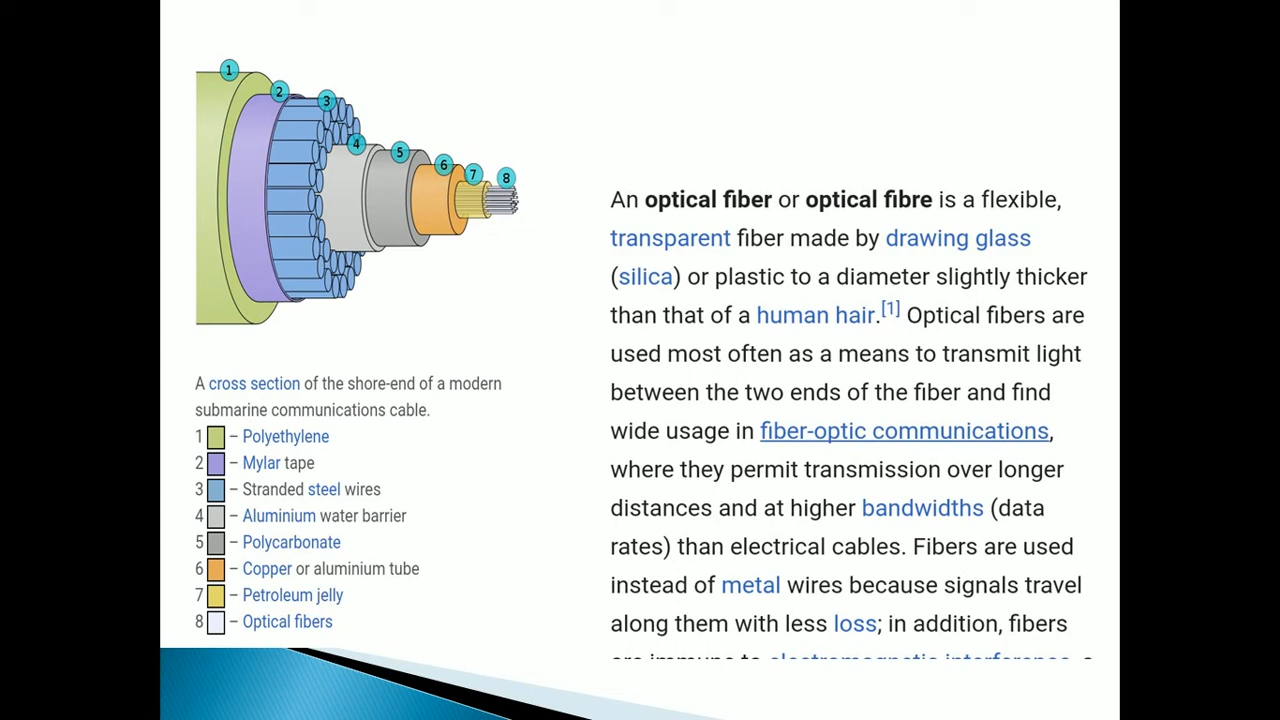 1
2
3
4
5
6
7
8
A cross section of the shore-end of a modern
submarine communications cable.
1 – Polyethylene
2 – Mylar tape
3 – Stranded steel wires
4 – Aluminium water barrier
5 – Polycarbonate
6 – Copper or aluminium tube
7 – Petroleum jelly
8 – Optical fibers
An optical fiber or optical fibre is a flexible,
transparent fiber made by drawing glass
(silica) or plastic to a diameter slightly thicker
than that of a human hair.[1] Optical fibers are
used most often as a means to transmit light
between the two ends of the fiber and find
wide usage in fiber-optic communications,
where they permit transmission over longer
distances and at higher bandwidths (data
rates) than electrical cables. Fibers are used
instead of metal wires because signals travel
along them with less loss; in addition, fibers
are immune to electromagnetic interference, a